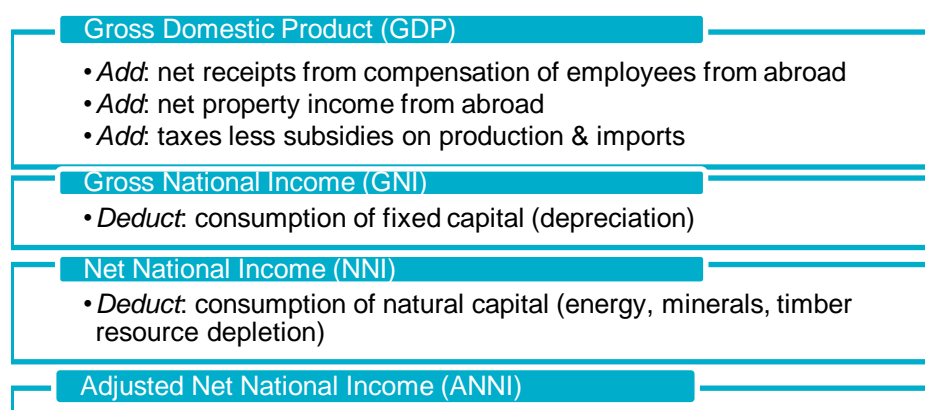 Gross Domestic Product (GDP)
• Add: net receipts from compensation of employees from abroad
• Add: net property income from abroad
• Add: taxes less subsidies on production & imports
Gross National Income (GNI)
• Deduct: consumption of fixed capital (depreciation)
Net National Income (NNI)
• Deduct: consumption of natural capital (energy, minerals, timber
resource depletion)
Adjusted Net National Income (ANNI)